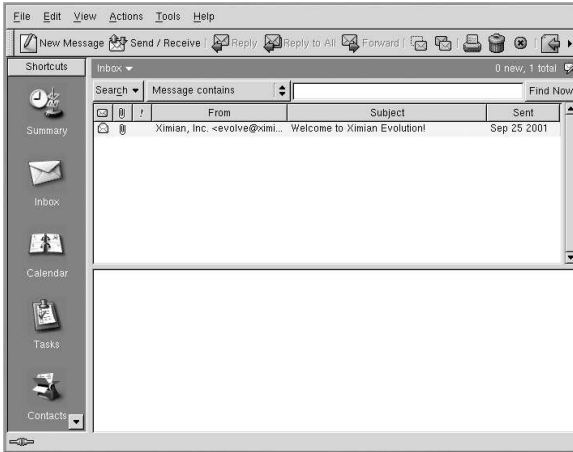 File Edit View Actions Tools Help
New Message Send / Receive Reply Reply to All Forward
Shortcuts Inbox 0 new, 1 total
Search Message contains Find Now
! From Subject Sent
Ximian, Inc. <evolve@ximi... Welcome to Ximian Evolution! Sep 25 2001
Summary
Inbox
Calendar
Tasks
Contacts